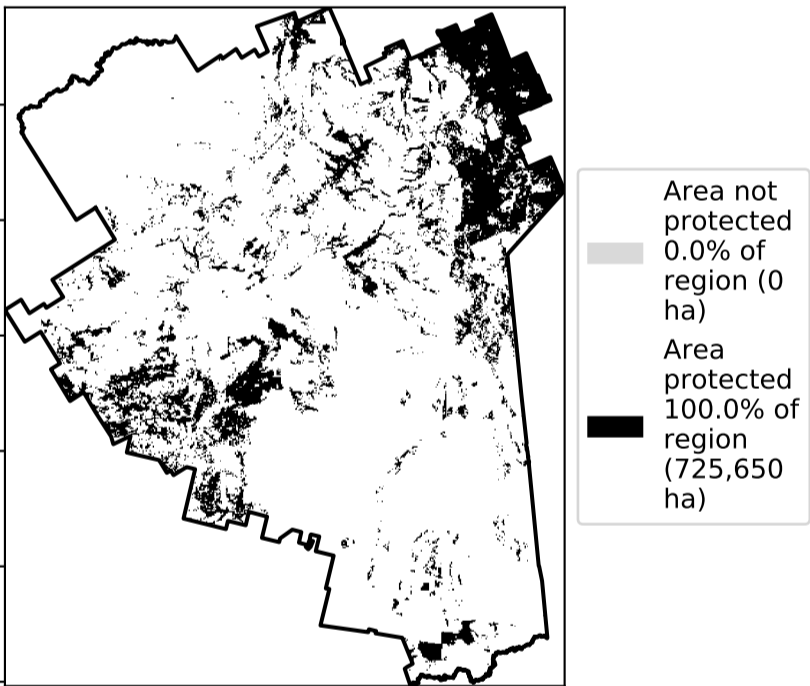 Area not
protected
0.0% of
region (0
ha)
Area
protected
100.0% of
region
(725,650
ha)